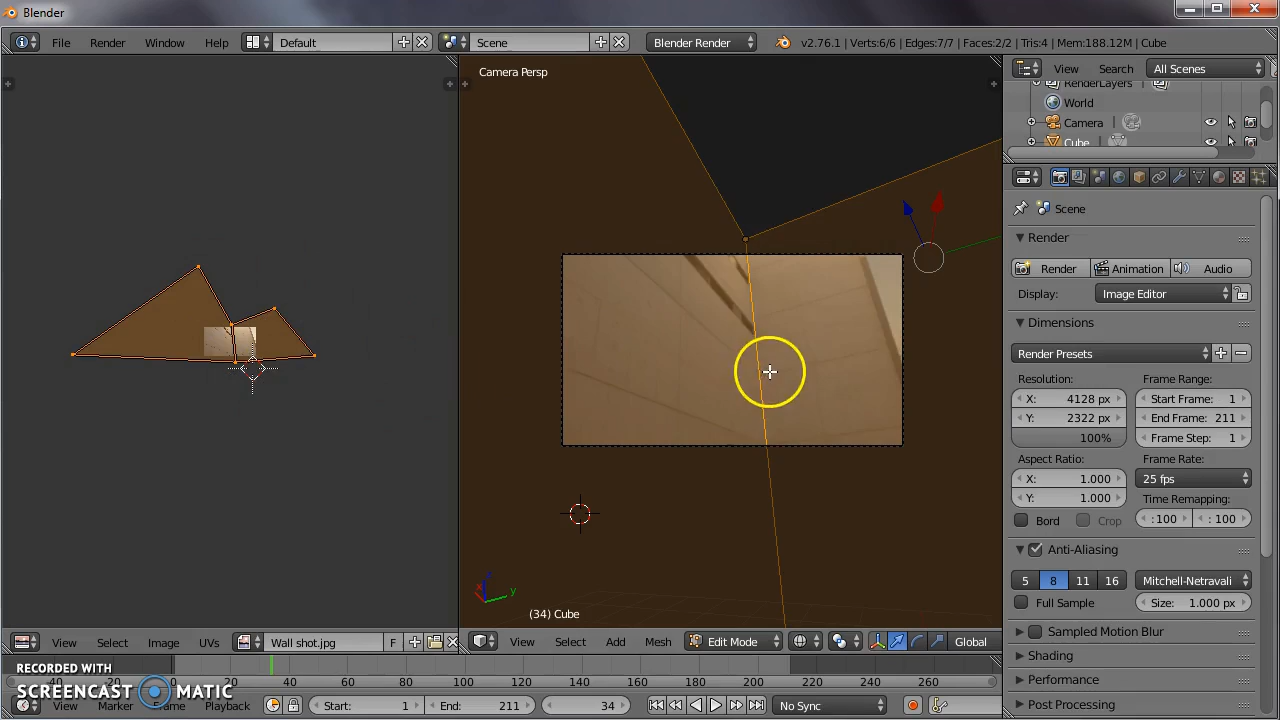 Blender
File Render Window Help Default Scene Blender Render v2.76.1 | Verts:6/6 | Edges:7/7 | Faces:2/2 | Tris:4 | Mem:188.12M | Cube
Camera Persp
View Search All Scenes
RenderLayers
World
Camera
Cube
Scene
Render
Render Animation Audio
Display: Image Editor
Dimensions
Render Presets
Resolution: Frame Range:
X: 4128 px Start Frame: 1
Y: 2322 px End Frame: 211
100% Frame Step: 1
Aspect Ratio: Frame Rate:
X: 1.000 25 fps
Y: 1.000 Time Remapping:
Bord Crop :100 : 100
Anti-Aliasing
5 8 11 16 Mitchell-Netravali
Full Sample Size: 1.000 px
Sampled Motion Blur
Shading
Performance
Post Processing
x y z
(34) Cube
View Select Image UVs Wall shot.jpg F
View Select Add Mesh Edit Mode Global
RECORDED WITH
SCREENCAST MATIC
-40 -20 0 20 40 60 80 100 120 140 160 180 200 220 240 260
View Marker Frame Playback Start: 1 End: 211 34 No Sync